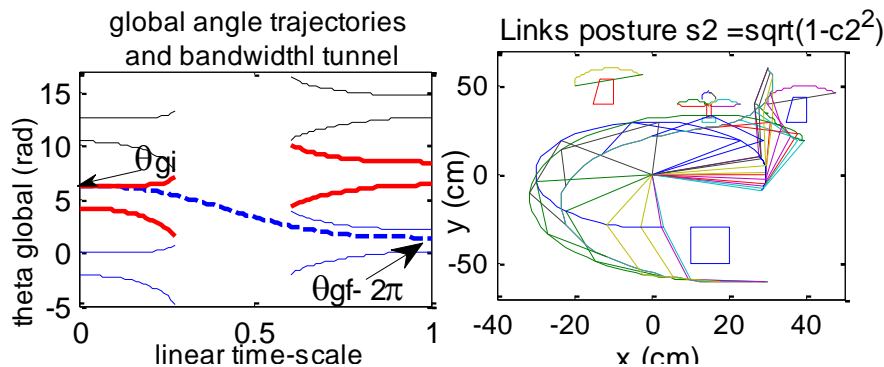 global angle trajectories
and bandwidthl tunnel
theta global (rad)
15
10
5
0
-5
θgi
θgf- 2π
0
0.5
1
linear time-scale
Links posture s2 =sqrt(1-c2²)
y (cm)
50
0
-50
-40
-20
0
20
40
x (cm)